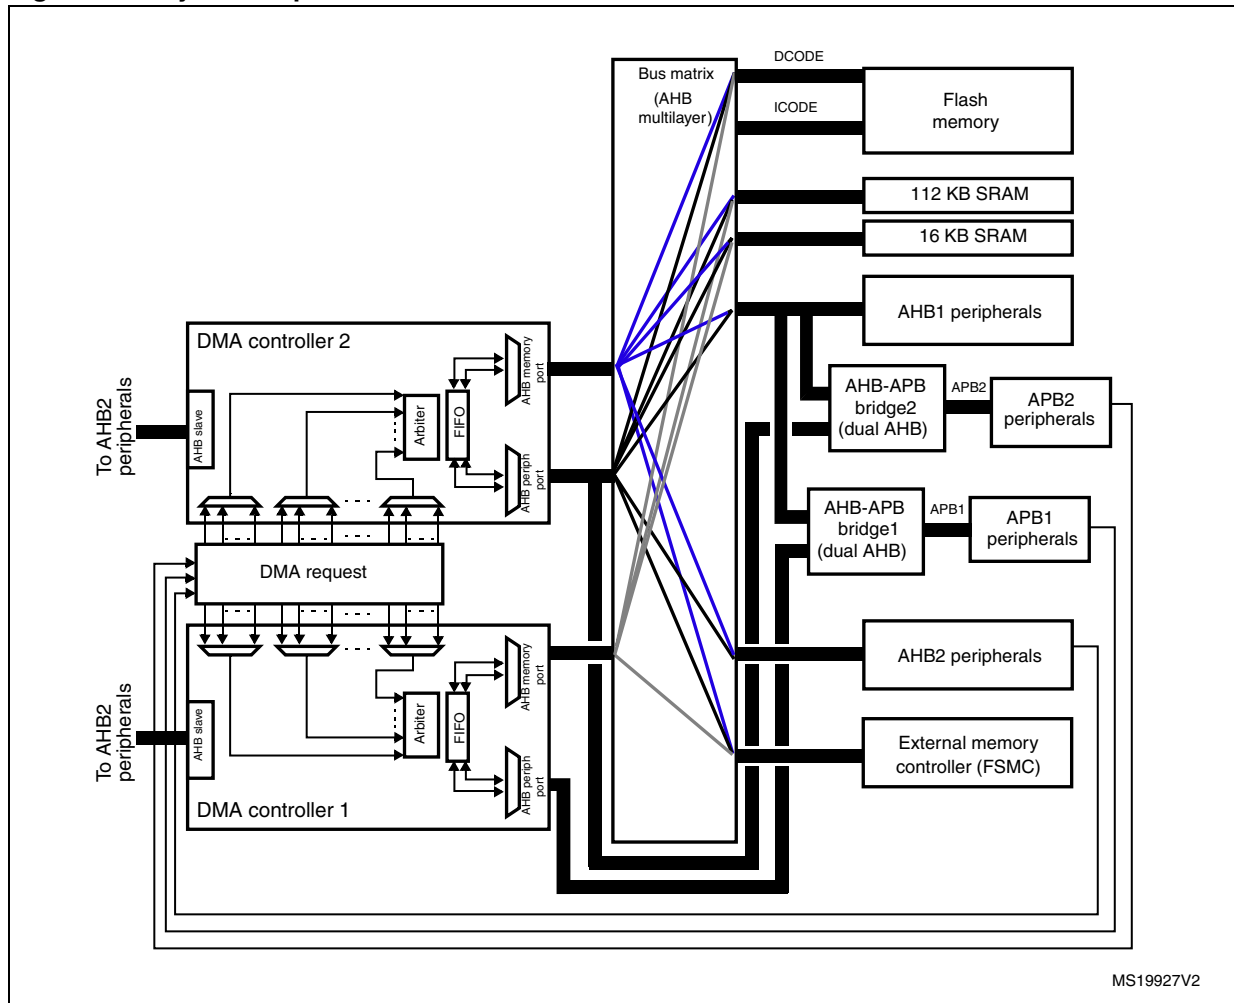 Bus matrix
(AHB
multilayer)
DCODE
ICODE
Flash
memory
112 KB SRAM
16 KB SRAM
AHB1 peripherals
DMA controller 2
To AHB2
peripherals
AHB slave
Arbiter
FIFO
AHB memory
port
AHB periph
port
AHB-APB
bridge2
(dual AHB)
APB2
APB2
peripherals
AHB-APB
bridge1
(dual AHB)
APB1
APB1
peripherals
DMA request
To AHB2
peripherals
AHB slave
Arbiter
FIFO
AHB memory
port
AHB periph
port
DMA controller 1
AHB2 peripherals
External memory
controller (FSMC)
MS19927V2